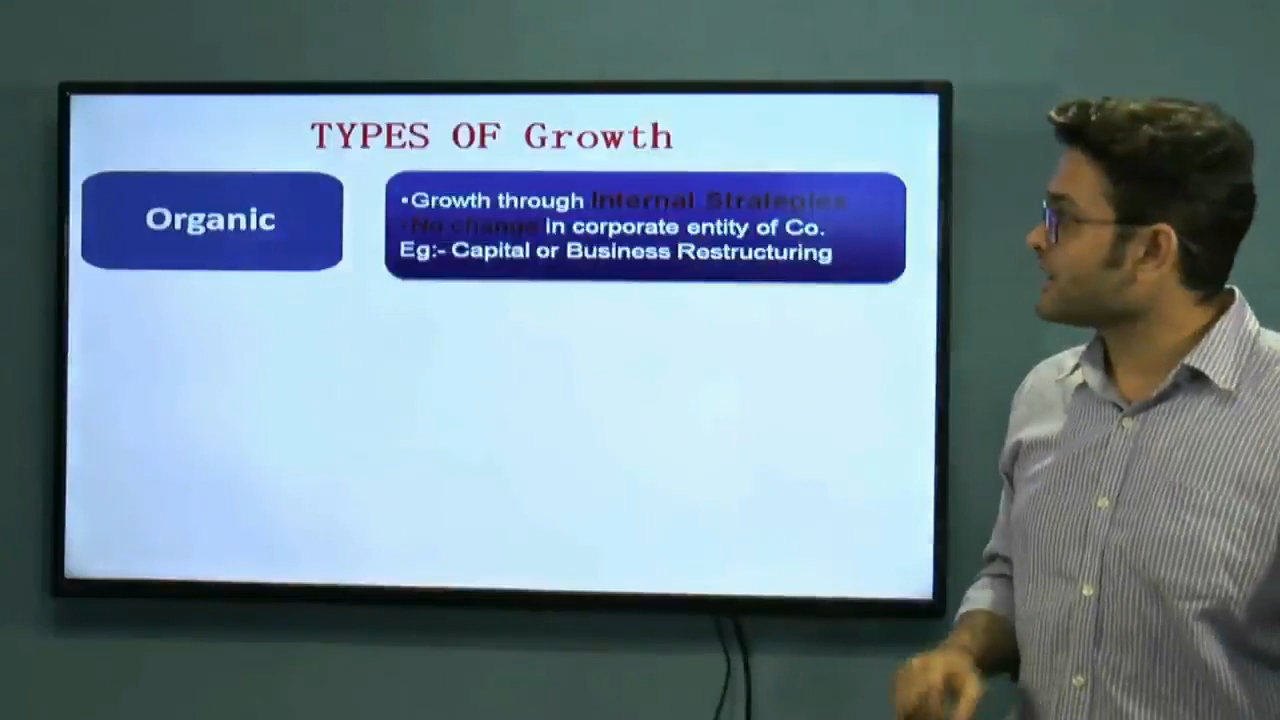 TYPES OF Growth
Organic
•Growth through Internal Strategies
•No change in corporate entity of Co.
Eg:- Capital or Business Restructuring